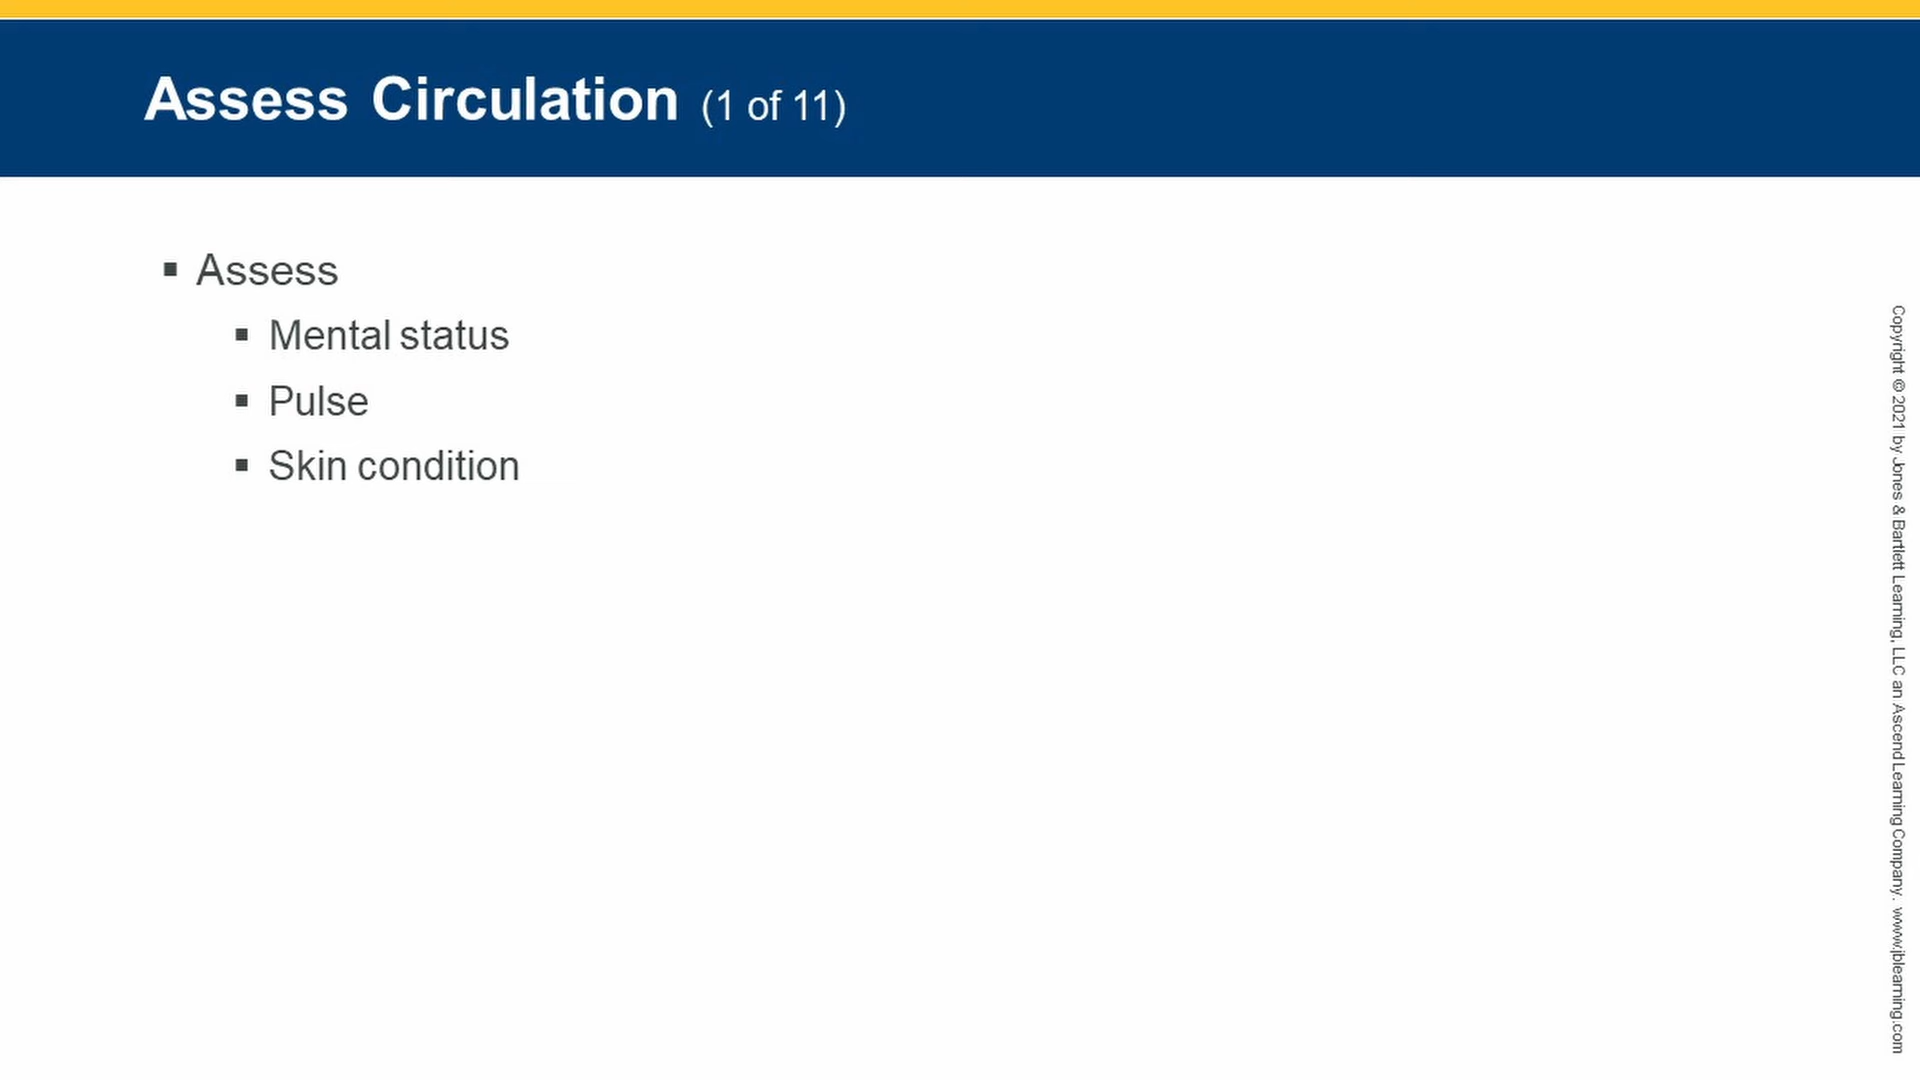 Assess Circulation (1 of 11)
▪ Assess
▪ Mental status
▪ Pulse
▪ Skin condition
Copyright © 2021 by Jones & Bartlett Learning, LLC an Ascend Learning Company. www.jblearning.com